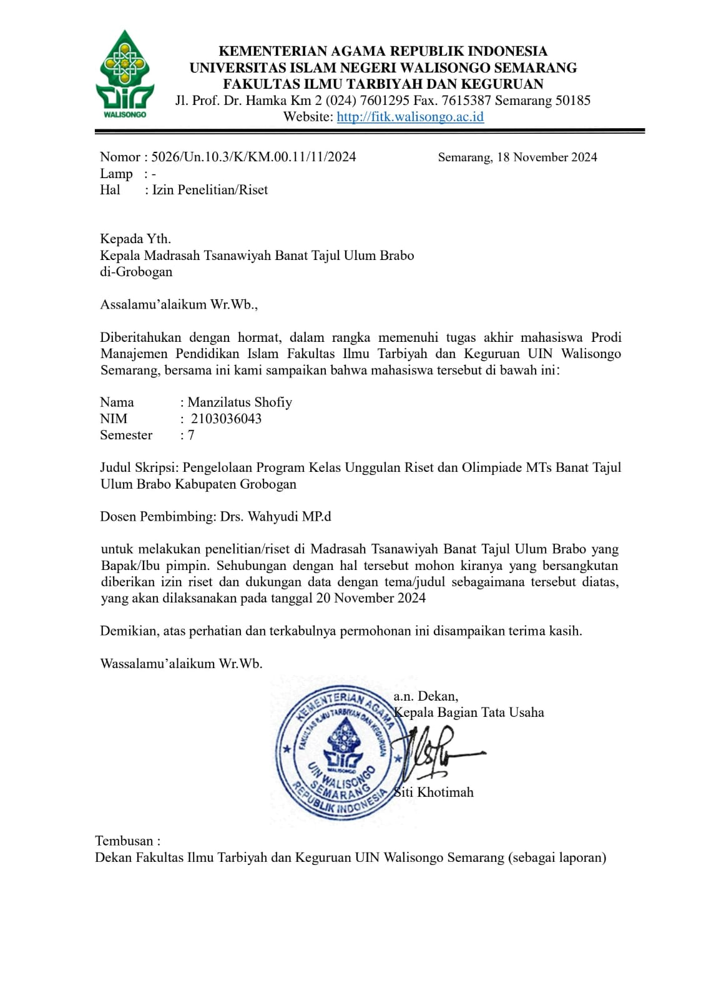 KEMENTERIAN AGAMA REPUBLIK INDONESIA
UNIVERSITAS ISLAM NEGERI WALISONGO SEMARANG
FAKULTAS ILMU TARBIYAH DAN KEGURUAN
Jl. Prof. Dr. Hamka Km 2 (024) 7601295 Fax. 7615387 Semarang 50185
Website: http://fitk.walisongo.ac.id
WALISONGO
Nomor : 5026/Un.10.3/K/KM.00.11/11/2024 Semarang, 18 November 2024
Lamp : -
Hal : Izin Penelitian/Riset
Kepada Yth.
Kepala Madrasah Tsanawiyah Banat Tajul Ulum Brabo
di-Grobogan
Assalamu’alaikum Wr.Wb.,
Diberitahukan dengan hormat, dalam rangka memenuhi tugas akhir mahasiswa Prodi
Manajemen Pendidikan Islam Fakultas Ilmu Tarbiyah dan Keguruan UIN Walisongo
Semarang, bersama ini kami sampaikan bahwa mahasiswa tersebut di bawah ini:
Nama : Manzilatus Shofiy
NIM : 2103036043
Semester : 7
Judul Skripsi: Pengelolaan Program Kelas Unggulan Riset dan Olimpiade MTs Banat Tajul
Ulum Brabo Kabupaten Grobogan
Dosen Pembimbing: Drs. Wahyudi MP.d
untuk melakukan penelitian/riset di Madrasah Tsanawiyah Banat Tajul Ulum Brabo yang
Bapak/Ibu pimpin. Sehubungan dengan hal tersebut mohon kiranya yang bersangkutan
diberikan izin riset dan dukungan data dengan tema/judul sebagaimana tersebut diatas,
yang akan dilaksanakan pada tanggal 20 November 2024
Demikian, atas perhatian dan terkabulnya permohonan ini disampaikan terima kasih.
Wassalamu’alaikum Wr.Wb.
a.n. Dekan,
Kepala Bagian Tata Usaha
KEMENTERIAN AGAMA
FAKULTAS ILMU TARBIYAH DAN KEGURUAN
UIN WALISONGO
SEMARANG
REPUBLIK INDONESIA
Siti Khotimah
Tembusan :
Dekan Fakultas Ilmu Tarbiyah dan Keguruan UIN Walisongo Semarang (sebagai laporan)